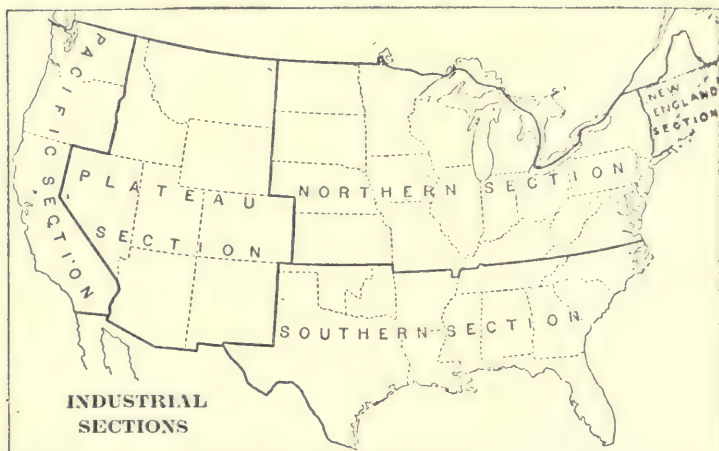 PACIFIC SECTION
PLATEAU
SECTION
NORTHERN SECTION
NEW
ENGLAND
SECTION
SOUTHERN SECTION
INDUSTRIAL
SECTIONS